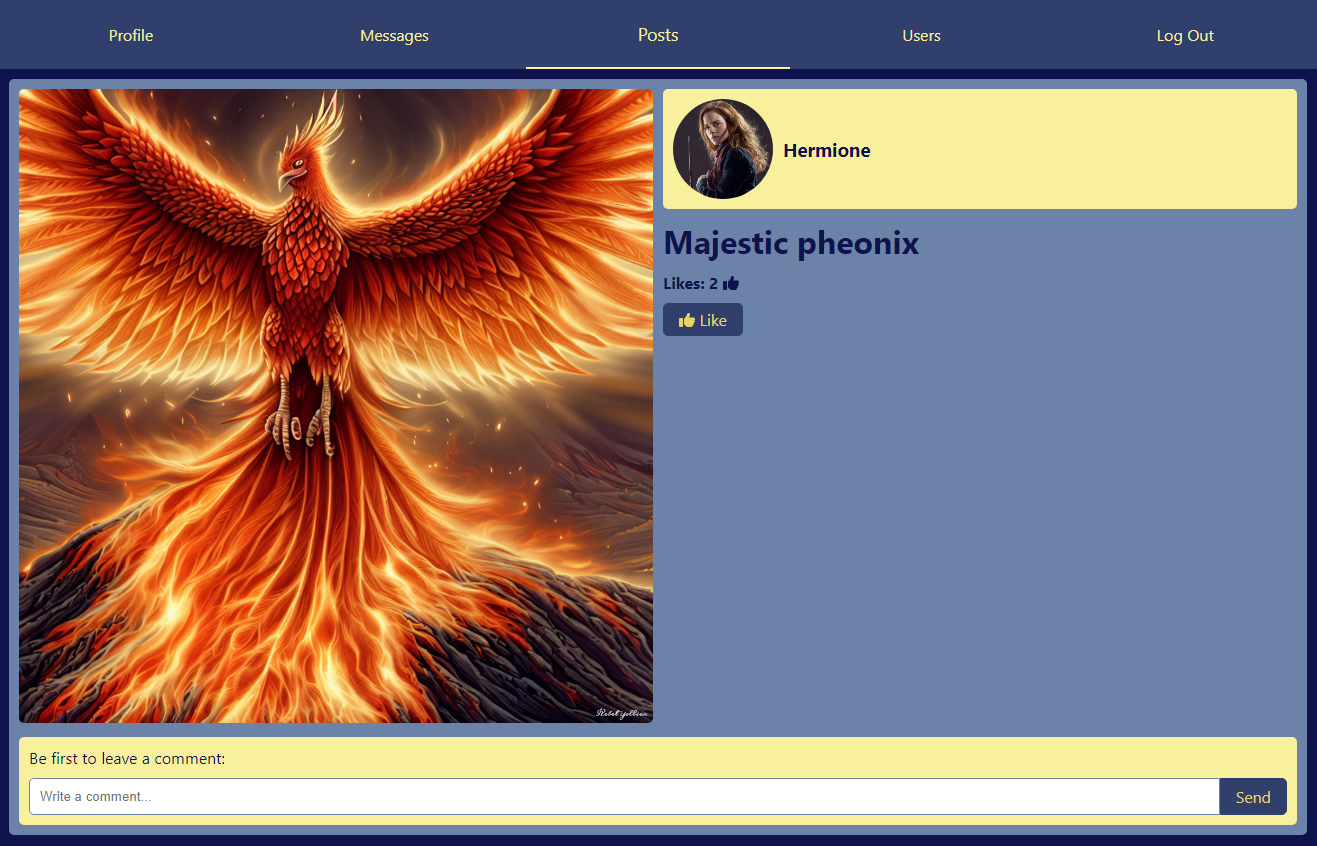 Profile
Messages
Posts
Users
Log Out
Hermione
Majestic pheonix
Likes: 2
Like
Be first to leave a comment:
Write a comment...
Send